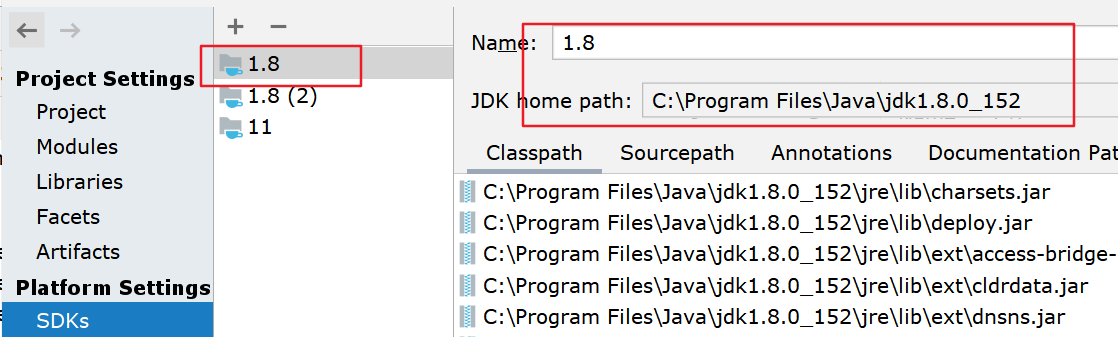 Project Settings
Project
Modules
Libraries
Facets
Artifacts
Platform Settings
SDKs
1.8
1.8 (2)
11
Name: 1.8
JDK home path: C:\Program Files\Java\jdk1.8.0_152
Classpath Sourcepath Annotations Documentation Pat
C:\Program Files\Java\jdk1.8.0_152\jre\lib\charsets.jar
C:\Program Files\Java\jdk1.8.0_152\jre\lib\deploy.jar
C:\Program Files\Java\jdk1.8.0_152\jre\lib\ext\access-bridge-
C:\Program Files\Java\jdk1.8.0_152\jre\lib\ext\cldrdata.jar
C:\Program Files\Java\jdk1.8.0_152\jre\lib\ext\dnsns.jar